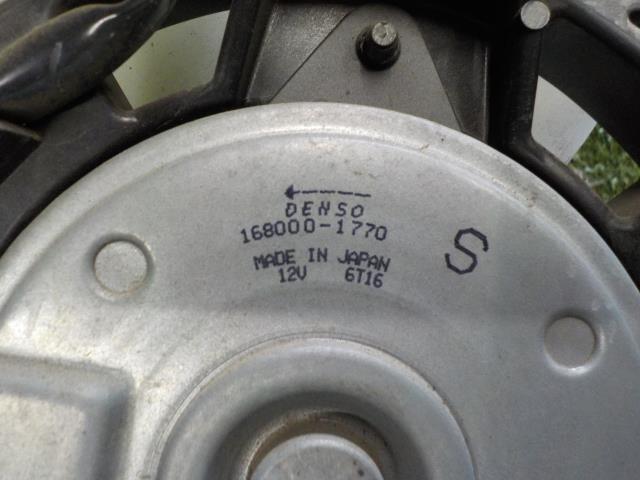 DENSO
168000-1770
MADE IN JAPAN
12V 6T16
S